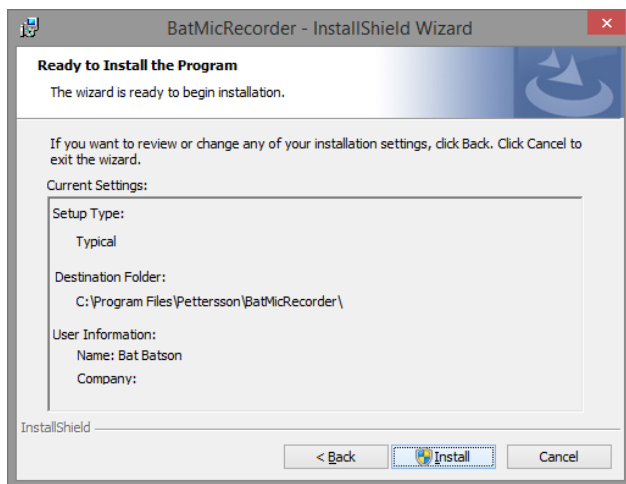 BatMicRecorder - InstallShield Wizard
Ready to Install the Program
The wizard is ready to begin installation.
If you want to review or change any of your installation settings, click Back. Click Cancel to
exit the wizard.
Current Settings:
Setup Type:
Typical
Destination Folder:
C:\Program Files\Pettersson\BatMicRecorder\
User Information:
Name: Bat Batson
Company:
InstallShield
< Back
Install
Cancel